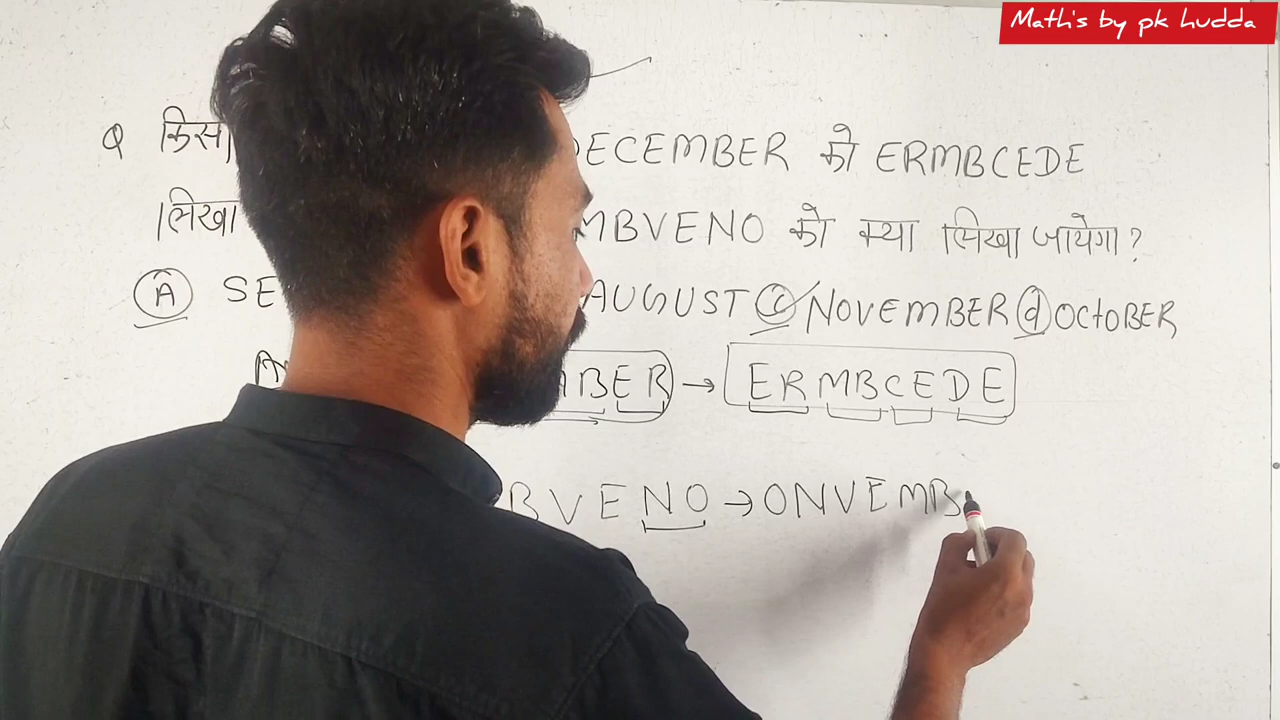 Math's by pk hudda
Q किसी DECEMBER को ERMBCEDE
लिखा MBVENO को क्या लिखा जायेगा?
(A) SE AUGUST (c) NOVEMBER (d) OCtOBER
BER → ERMBCEDE
BVENO → ONVEMB